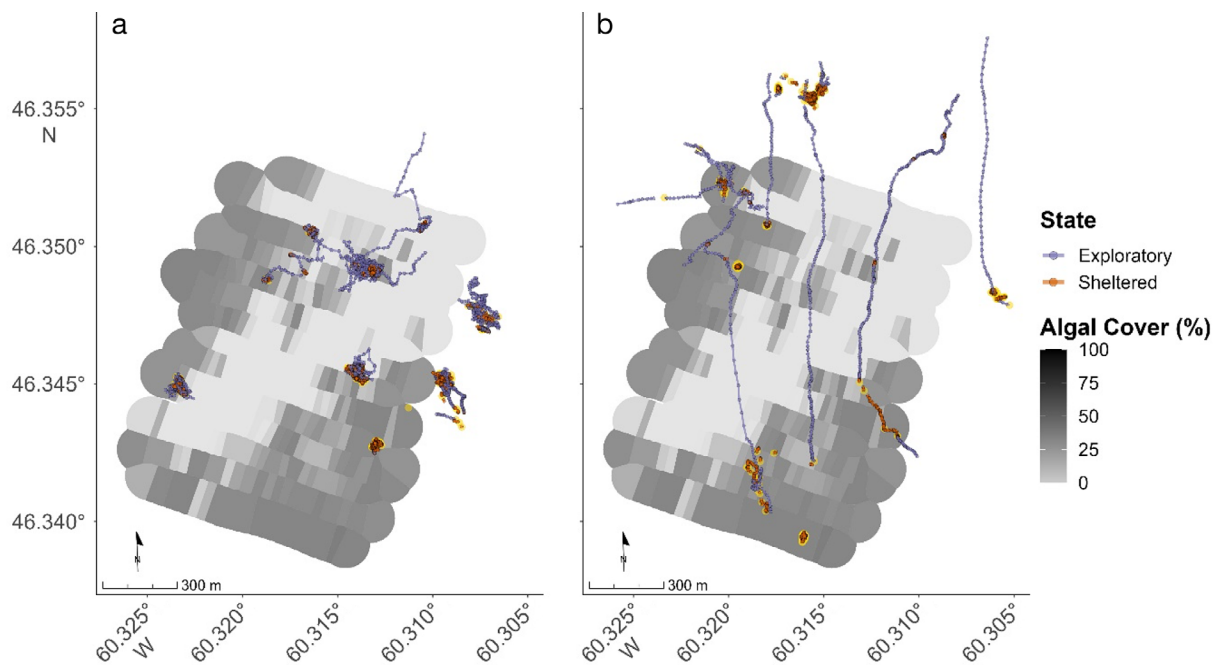 a
b
46.355°
N
46.350°
46.345°
46.340°
N
300 m
N
300 m
60.325°
W
60.320°
60.315°
60.310°
60.305°
60.325°
W
60.320°
60.315°
60.310°
60.305°
State
Exploratory
Sheltered
Algal Cover (%)
100
75
50
25
0